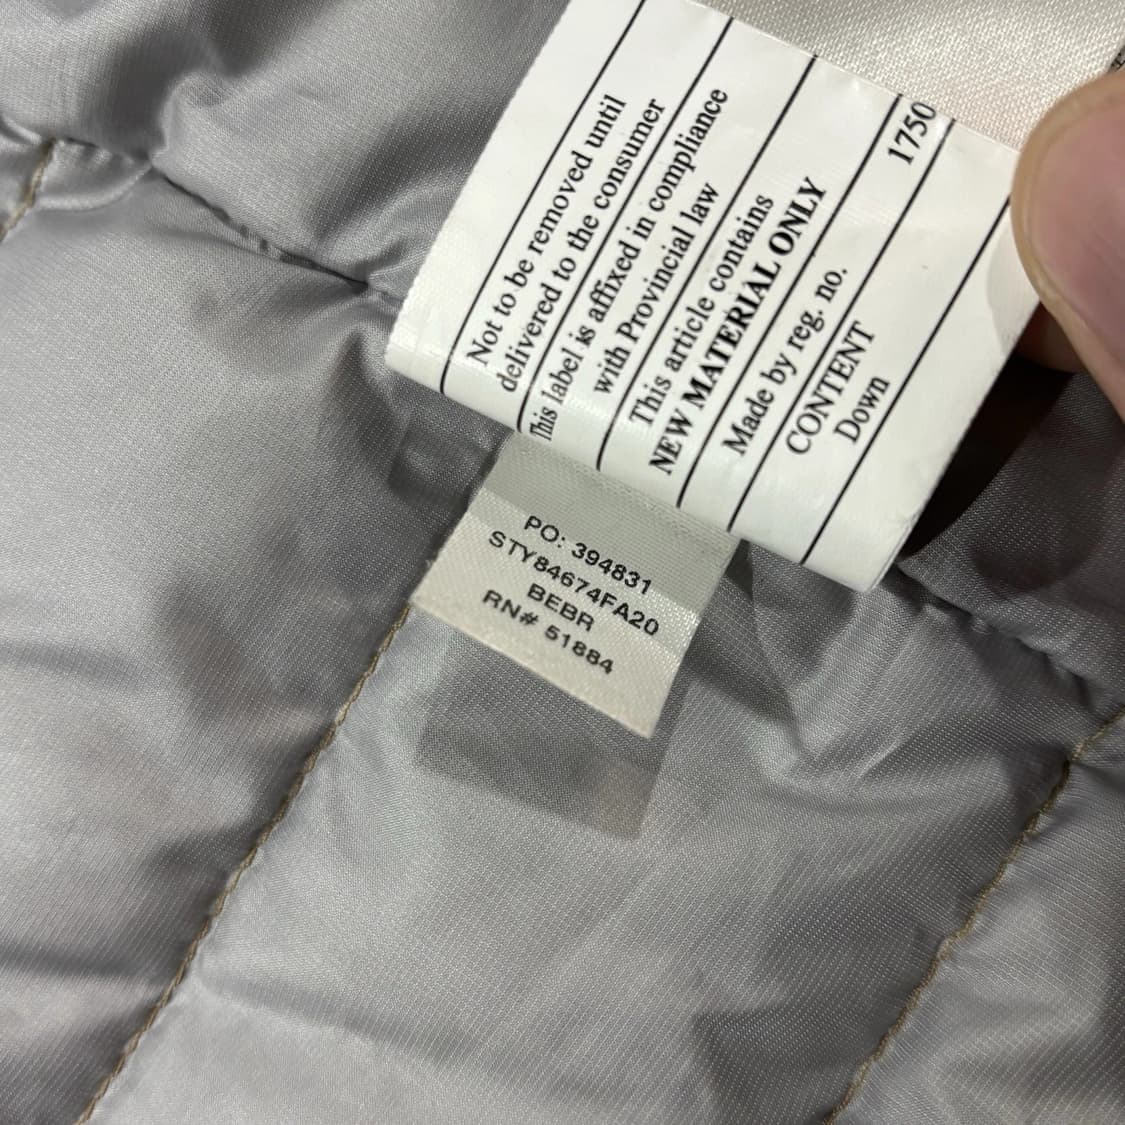 Not to be removed until
delivered to the consumer
This label is affixed in compliance
with Provincial law
This article contains
NEW MATERIAL ONLY
Made by reg. no. 1750
CONTENT
Down
PO: 394831
STY84674FA20
BEBR
RN# 51884